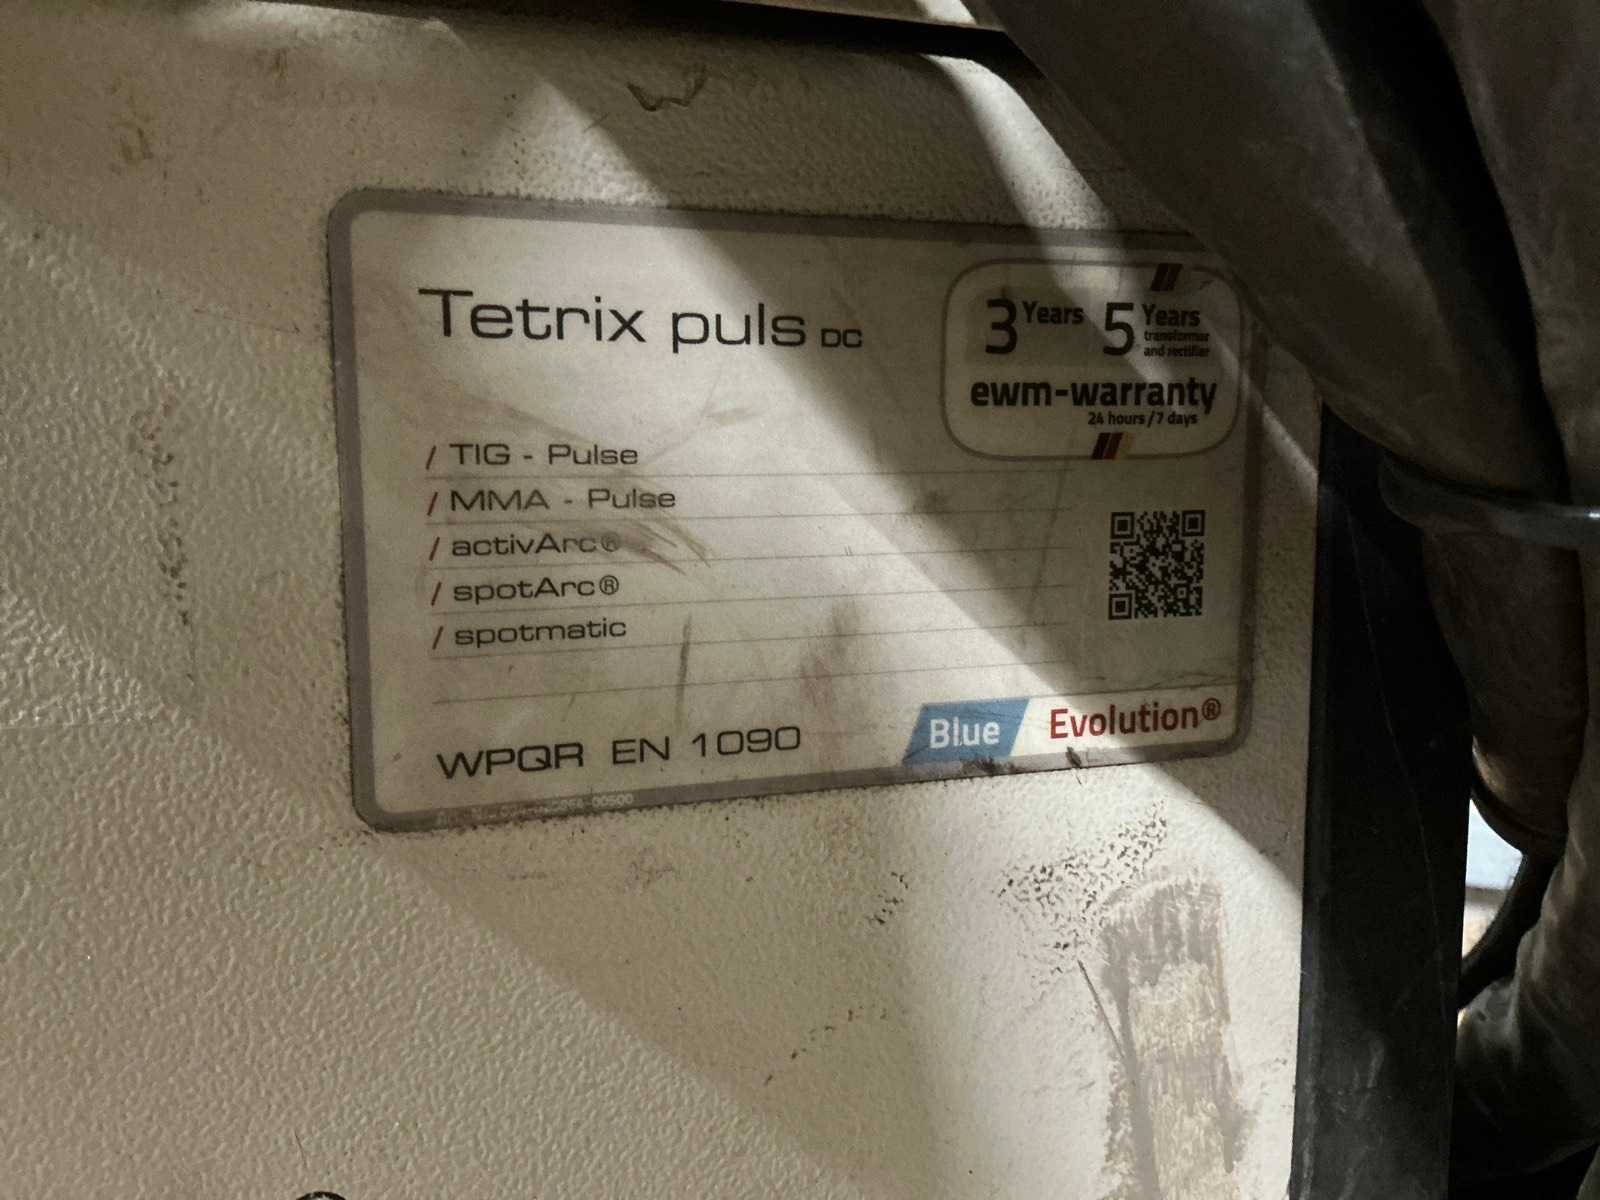 Tetrix puls DC
3 Years 5 Years
transformer
and rectifier
ewm-warranty
24 hours / 7 days
/ TIG - Pulse
/ MMA - Pulse
/ activArc®
/ spotArc®
/ spotmatic
WPQR EN 1090
Blue Evolution®